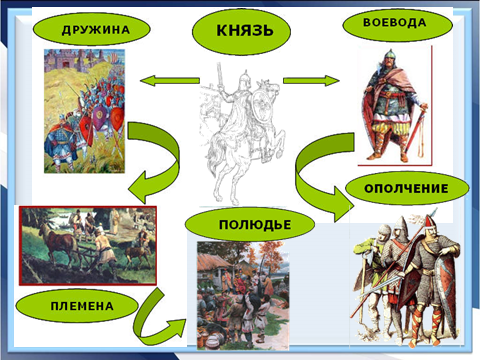 ДРУЖИНА
КНЯЗЬ
ВОЕВОДА
ОПОЛЧЕНИЕ
ПОЛЮДЬЕ
ПЛЕМЕНА